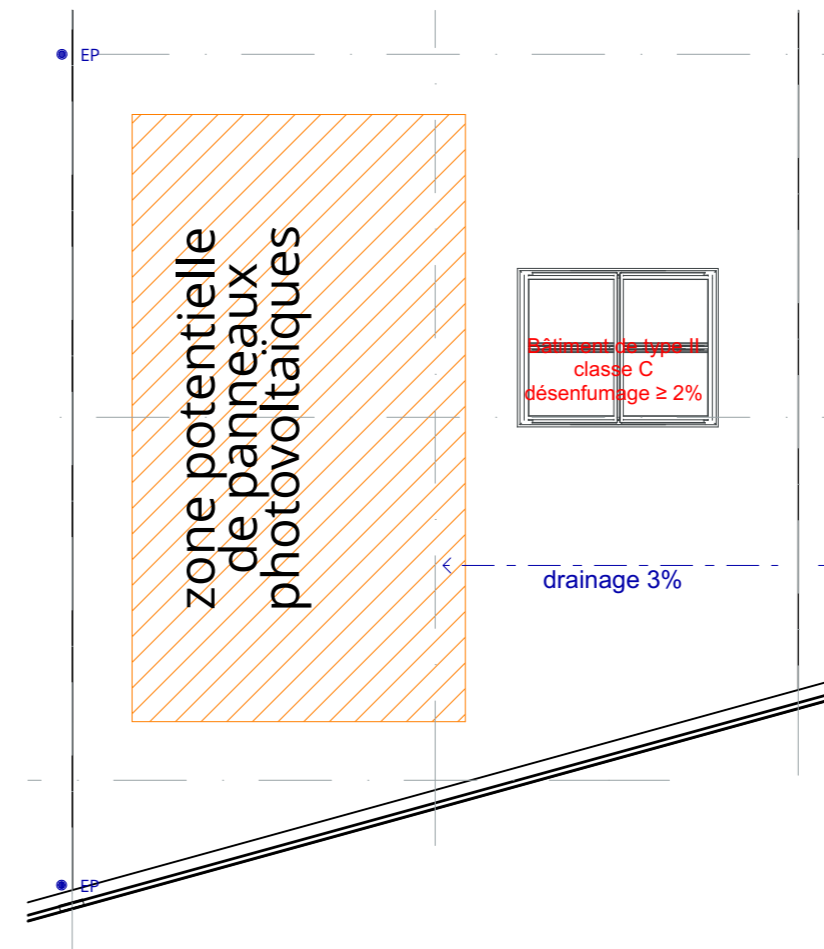 EP
zone potentielle
de panneaux
photovoltaïques
Bâtiment de type II
classe C
désenfumage ≥ 2%
drainage 3%
EP